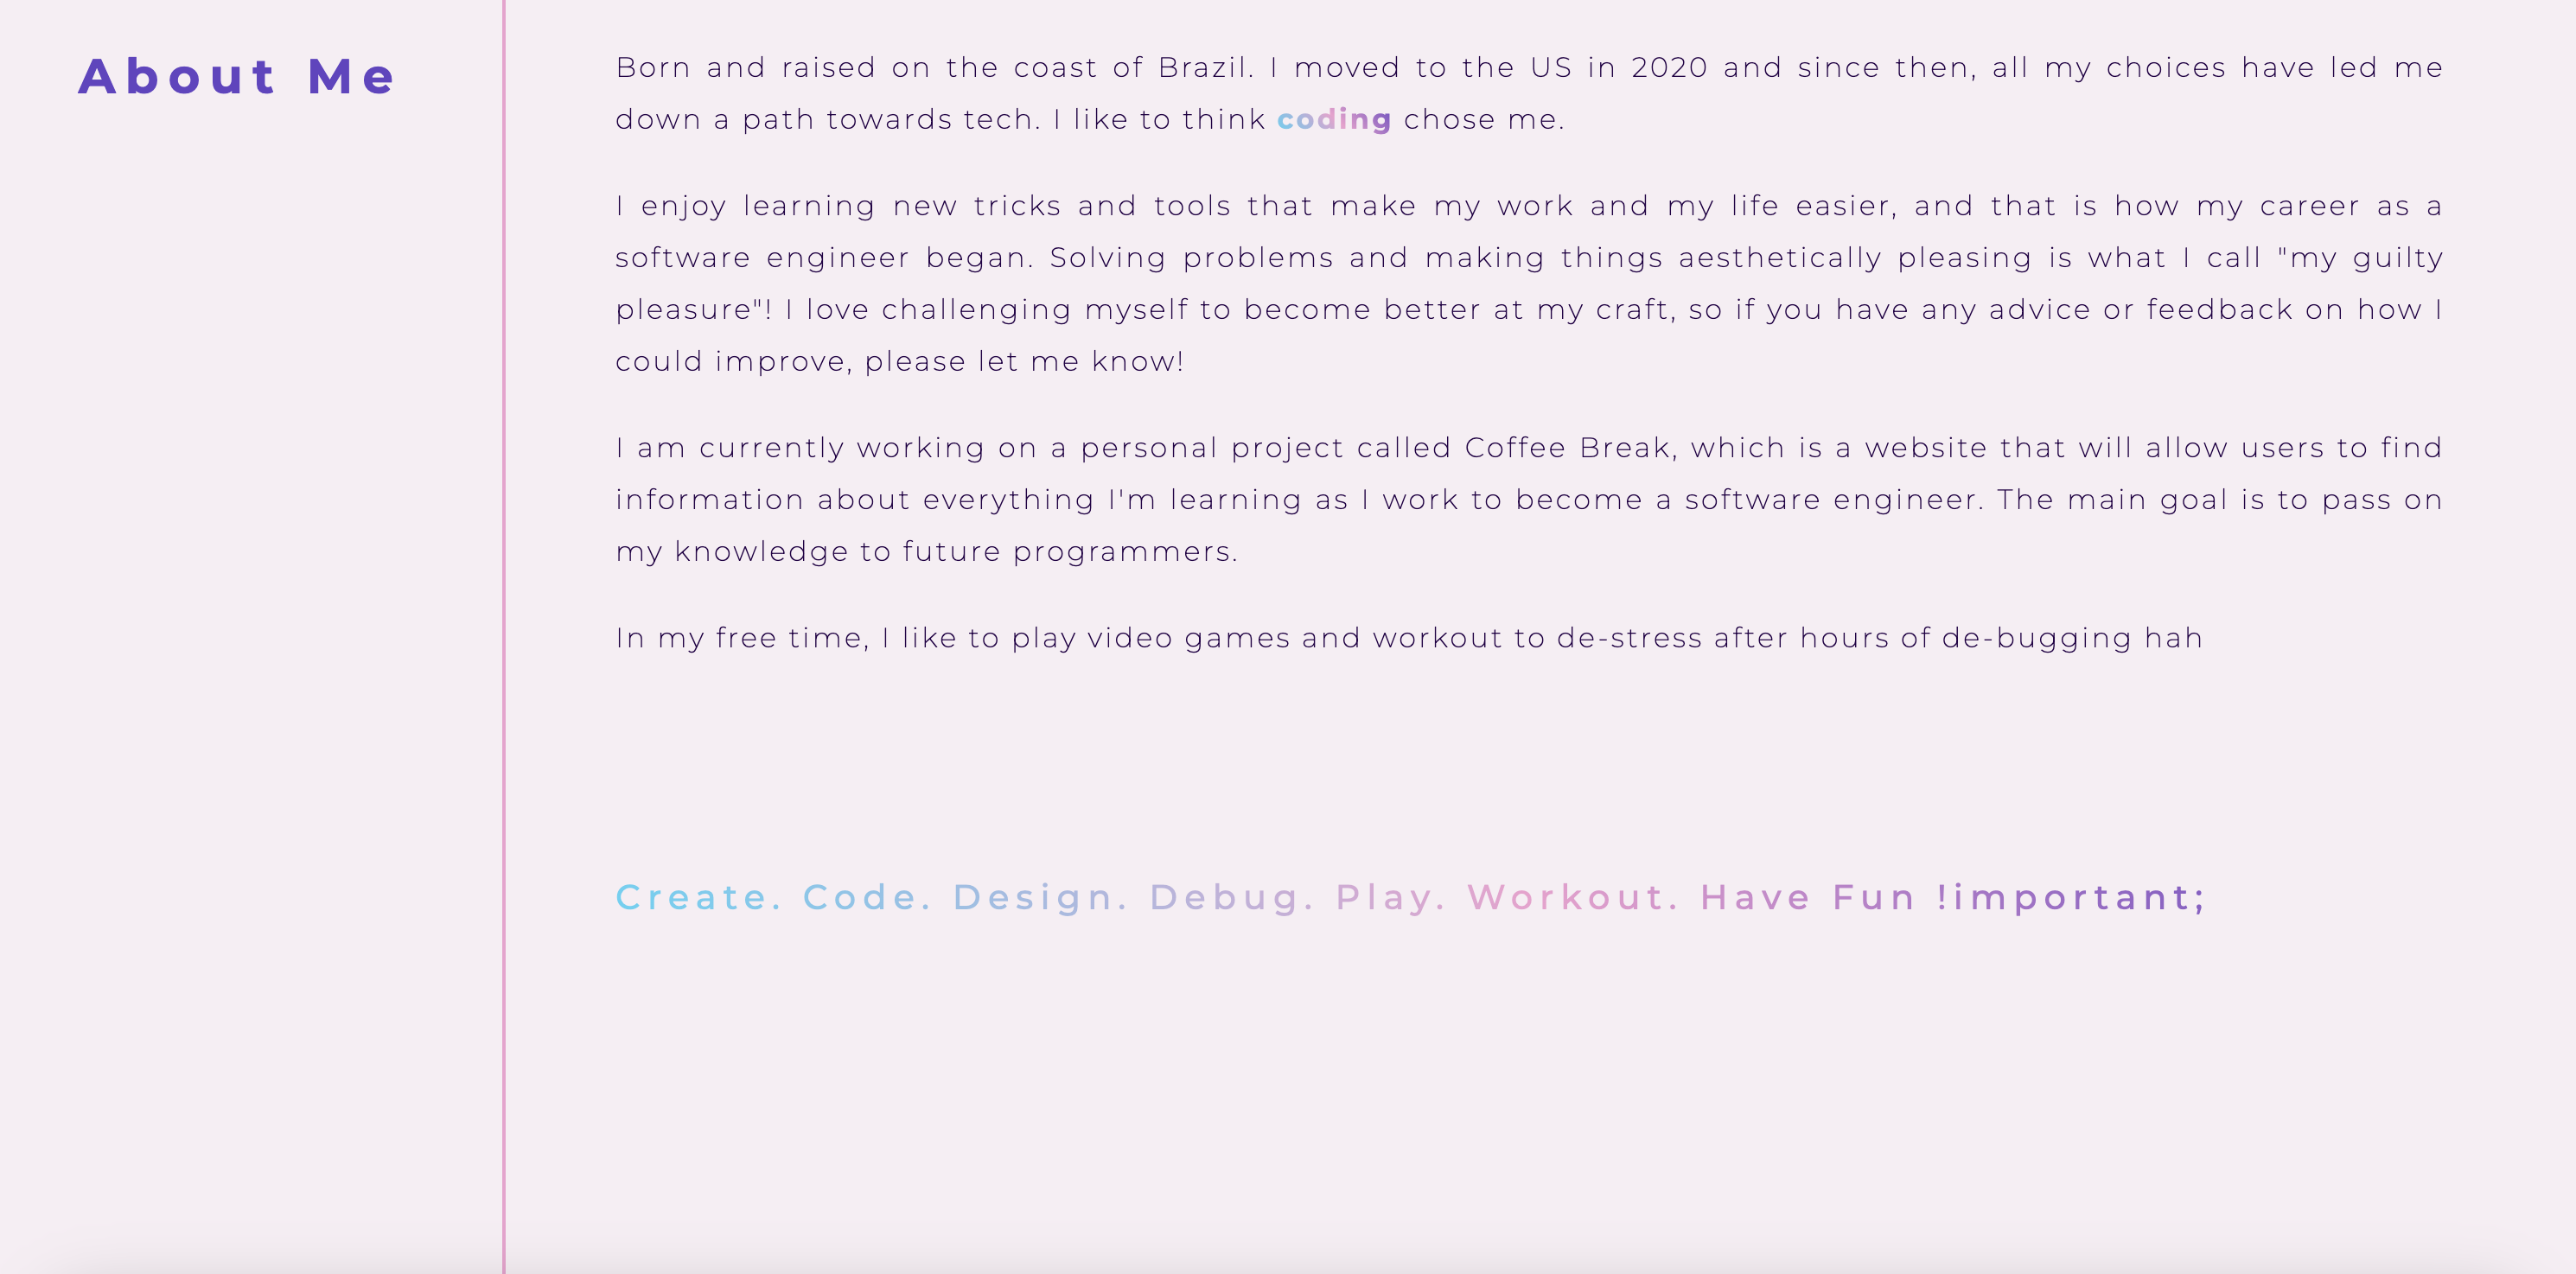 About Me
Born and raised on the coast of Brazil. I moved to the US in 2020 and since then, all my choices have led me
down a path towards tech. I like to think coding chose me.
I enjoy learning new tricks and tools that make my work and my life easier, and that is how my career as a
software engineer began. Solving problems and making things aesthetically pleasing is what I call "my guilty
pleasure"! I love challenging myself to become better at my craft, so if you have any advice or feedback on how I
could improve, please let me know!
I am currently working on a personal project called Coffee Break, which is a website that will allow users to find
information about everything I'm learning as I work to become a software engineer. The main goal is to pass on
my knowledge to future programmers.
In my free time, I like to play video games and workout to de-stress after hours of de-bugging hah
Create. Code. Design. Debug. Play. Workout. Have Fun !important;